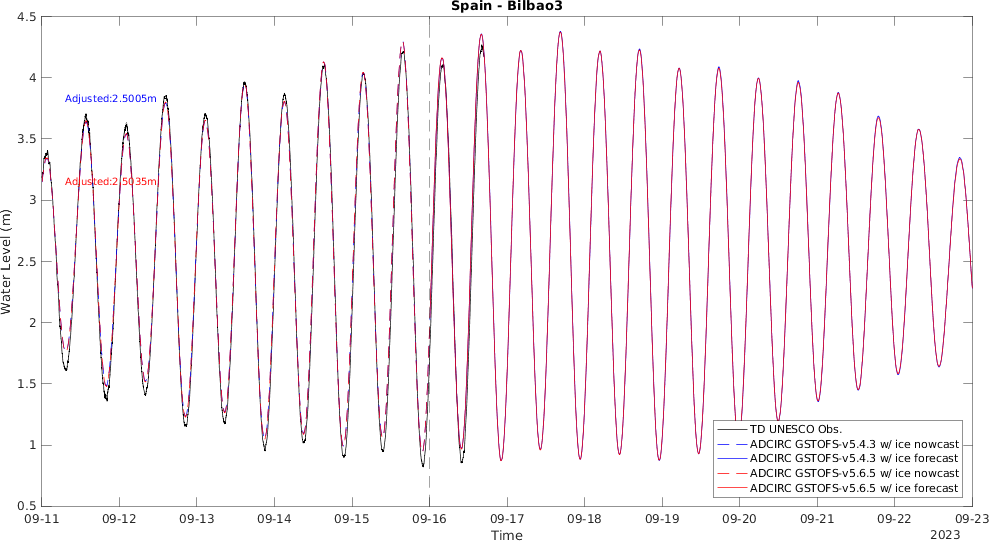 Spain - Bilbao3
4.5
4
3.5
3
2.5
2
1.5
1
0.5
Water Level (m)
Adjusted:2.5005m
Adjusted:2.5035m
TD UNESCO Obs.
ADCIRC GSTOFS-v5.4.3 w/ ice nowcast
ADCIRC GSTOFS-v5.4.3 w/ ice forecast
ADCIRC GSTOFS-v5.6.5 w/ ice nowcast
ADCIRC GSTOFS-v5.6.5 w/ ice forecast
09-11 09-12 09-13 09-14 09-15 09-16 09-17 09-18 09-19 09-20 09-21 09-22 09-23
Time
2023